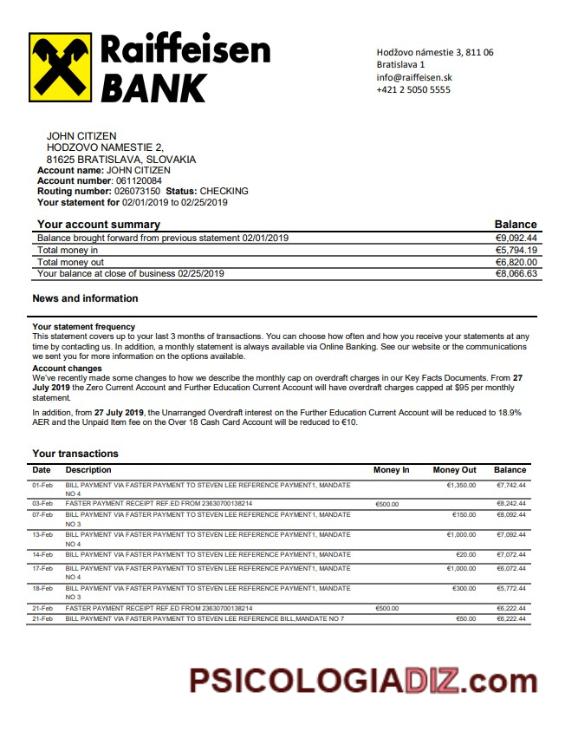 Raiffeisen
BANK
Hodžovo námestie 3, 811 06
Bratislava 1
info@raiffeisen.sk
+421 2 5050 5555
JOHN CITIZEN
HODZOVO NAMESTIE 2,
81625 BRATISLAVA, SLOVAKIA
Account name: JOHN CITIZEN
Account number: 061120084
Routing number: 026073150 Status: CHECKING
Your statement for 02/01/2019 to 02/25/2019
Your account summary Balance
Balance brought forward from previous statement 02/01/2019 €9,092.44
Total money in €5,794.19
Total money out €6,820.00
Your balance at close of business 02/25/2019 €8,066.63
News and information
Your statement frequency
This statement covers up to your last 3 months of transactions. You can choose how often and how you receive your statements at any
time by contacting us. In addition, a monthly statement is always available via Online Banking. See our website or the communications
we sent you for more information on the options available.
Account changes
We've recently made some changes to how we describe the monthly cap on overdraft charges in our Key Facts Documents. From 27
July 2019 the Zero Current Account and Further Education Current Account will have overdraft charges capped at $95 per monthly
statement.
In addition, from 27 July 2019, the Unarranged Overdraft interest on the Further Education Current Account will be reduced to 18.9%
AER and the Unpaid Item fee on the Over 18 Cash Card Account will be reduced to €10.
Your transactions
Date Description Money In Money Out Balance
01-Feb BILL PAYMENT VIA FASTER PAYMENT TO STEVEN LEE REFERENCE PAYMENT1, MANDATE €1,350.00 €7,742.44
NO 4
03-Feb FASTER PAYMENT RECEIPT REF.ED FROM 23630700138214 €500.00 €8,242.44
07-Feb BILL PAYMENT VIA FASTER PAYMENT TO STEVEN LEE REFERENCE PAYMENT1, MANDATE €150.00 €8,092.44
NO 3
13-Feb BILL PAYMENT VIA FASTER PAYMENT TO STEVEN LEE REFERENCE PAYMENT1, MANDATE €1,000.00 €7,092.44
NO 4
14-Feb BILL PAYMENT VIA FASTER PAYMENT TO STEVEN LEE REFERENCE PAYMENT1, MANDATE €20.00 €7,072.44
17-Feb BILL PAYMENT VIA FASTER PAYMENT TO STEVEN LEE REFERENCE PAYMENT1, MANDATE €1,000.00 €6,072.44
NO 4
18-Feb BILL PAYMENT VIA FASTER PAYMENT TO STEVEN LEE REFERENCE PAYMENT1, MANDATE €300.00 €5,772.44
NO 3
21-Feb FASTER PAYMENT RECEIPT REF.ED FROM 23630700138214 €500.00 €6,222.44
21-Feb BILL PAYMENT VIA FASTER PAYMENT TO STEVEN LEE REFERENCE BILL,MANDATE NO 7 €50.00 €6,222.44
PSICOLOGIADIZ.com